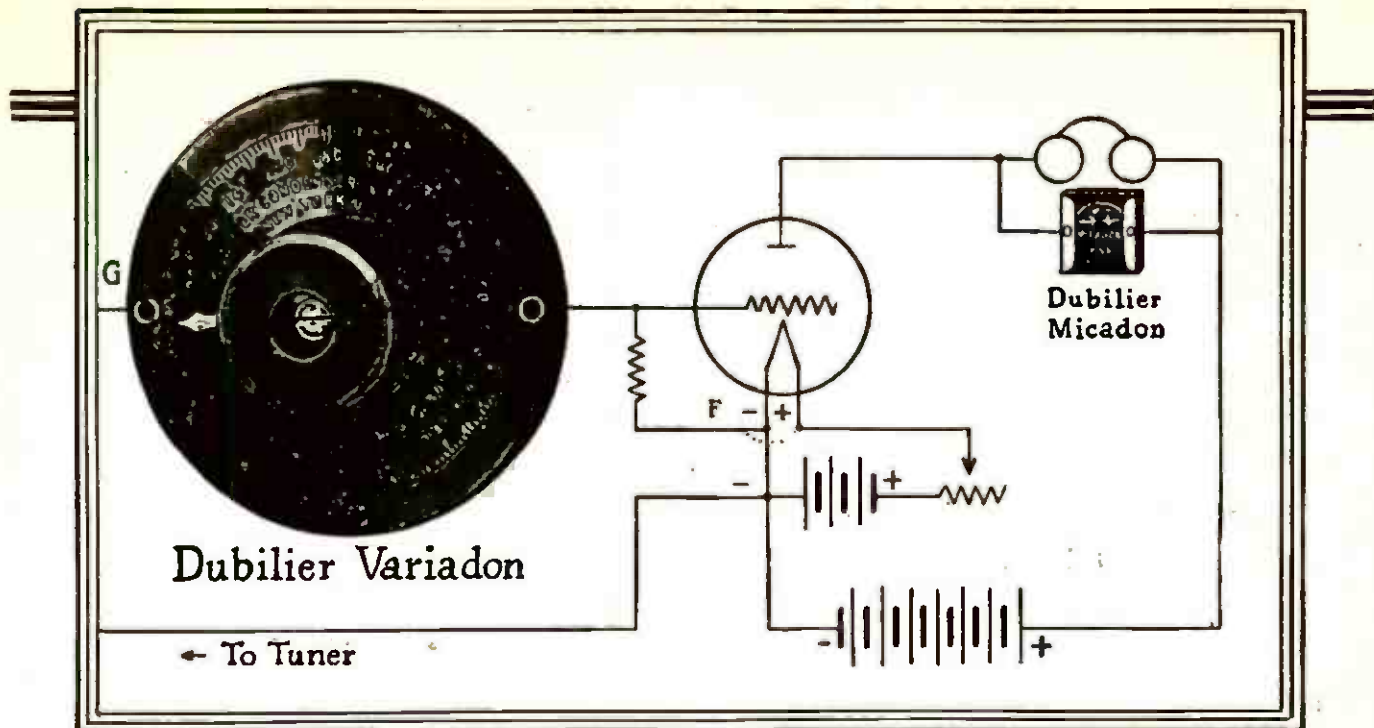 G
Dubilier
Micadon
F - +
- +
Dubilier Variadon
- +
← To Tuner